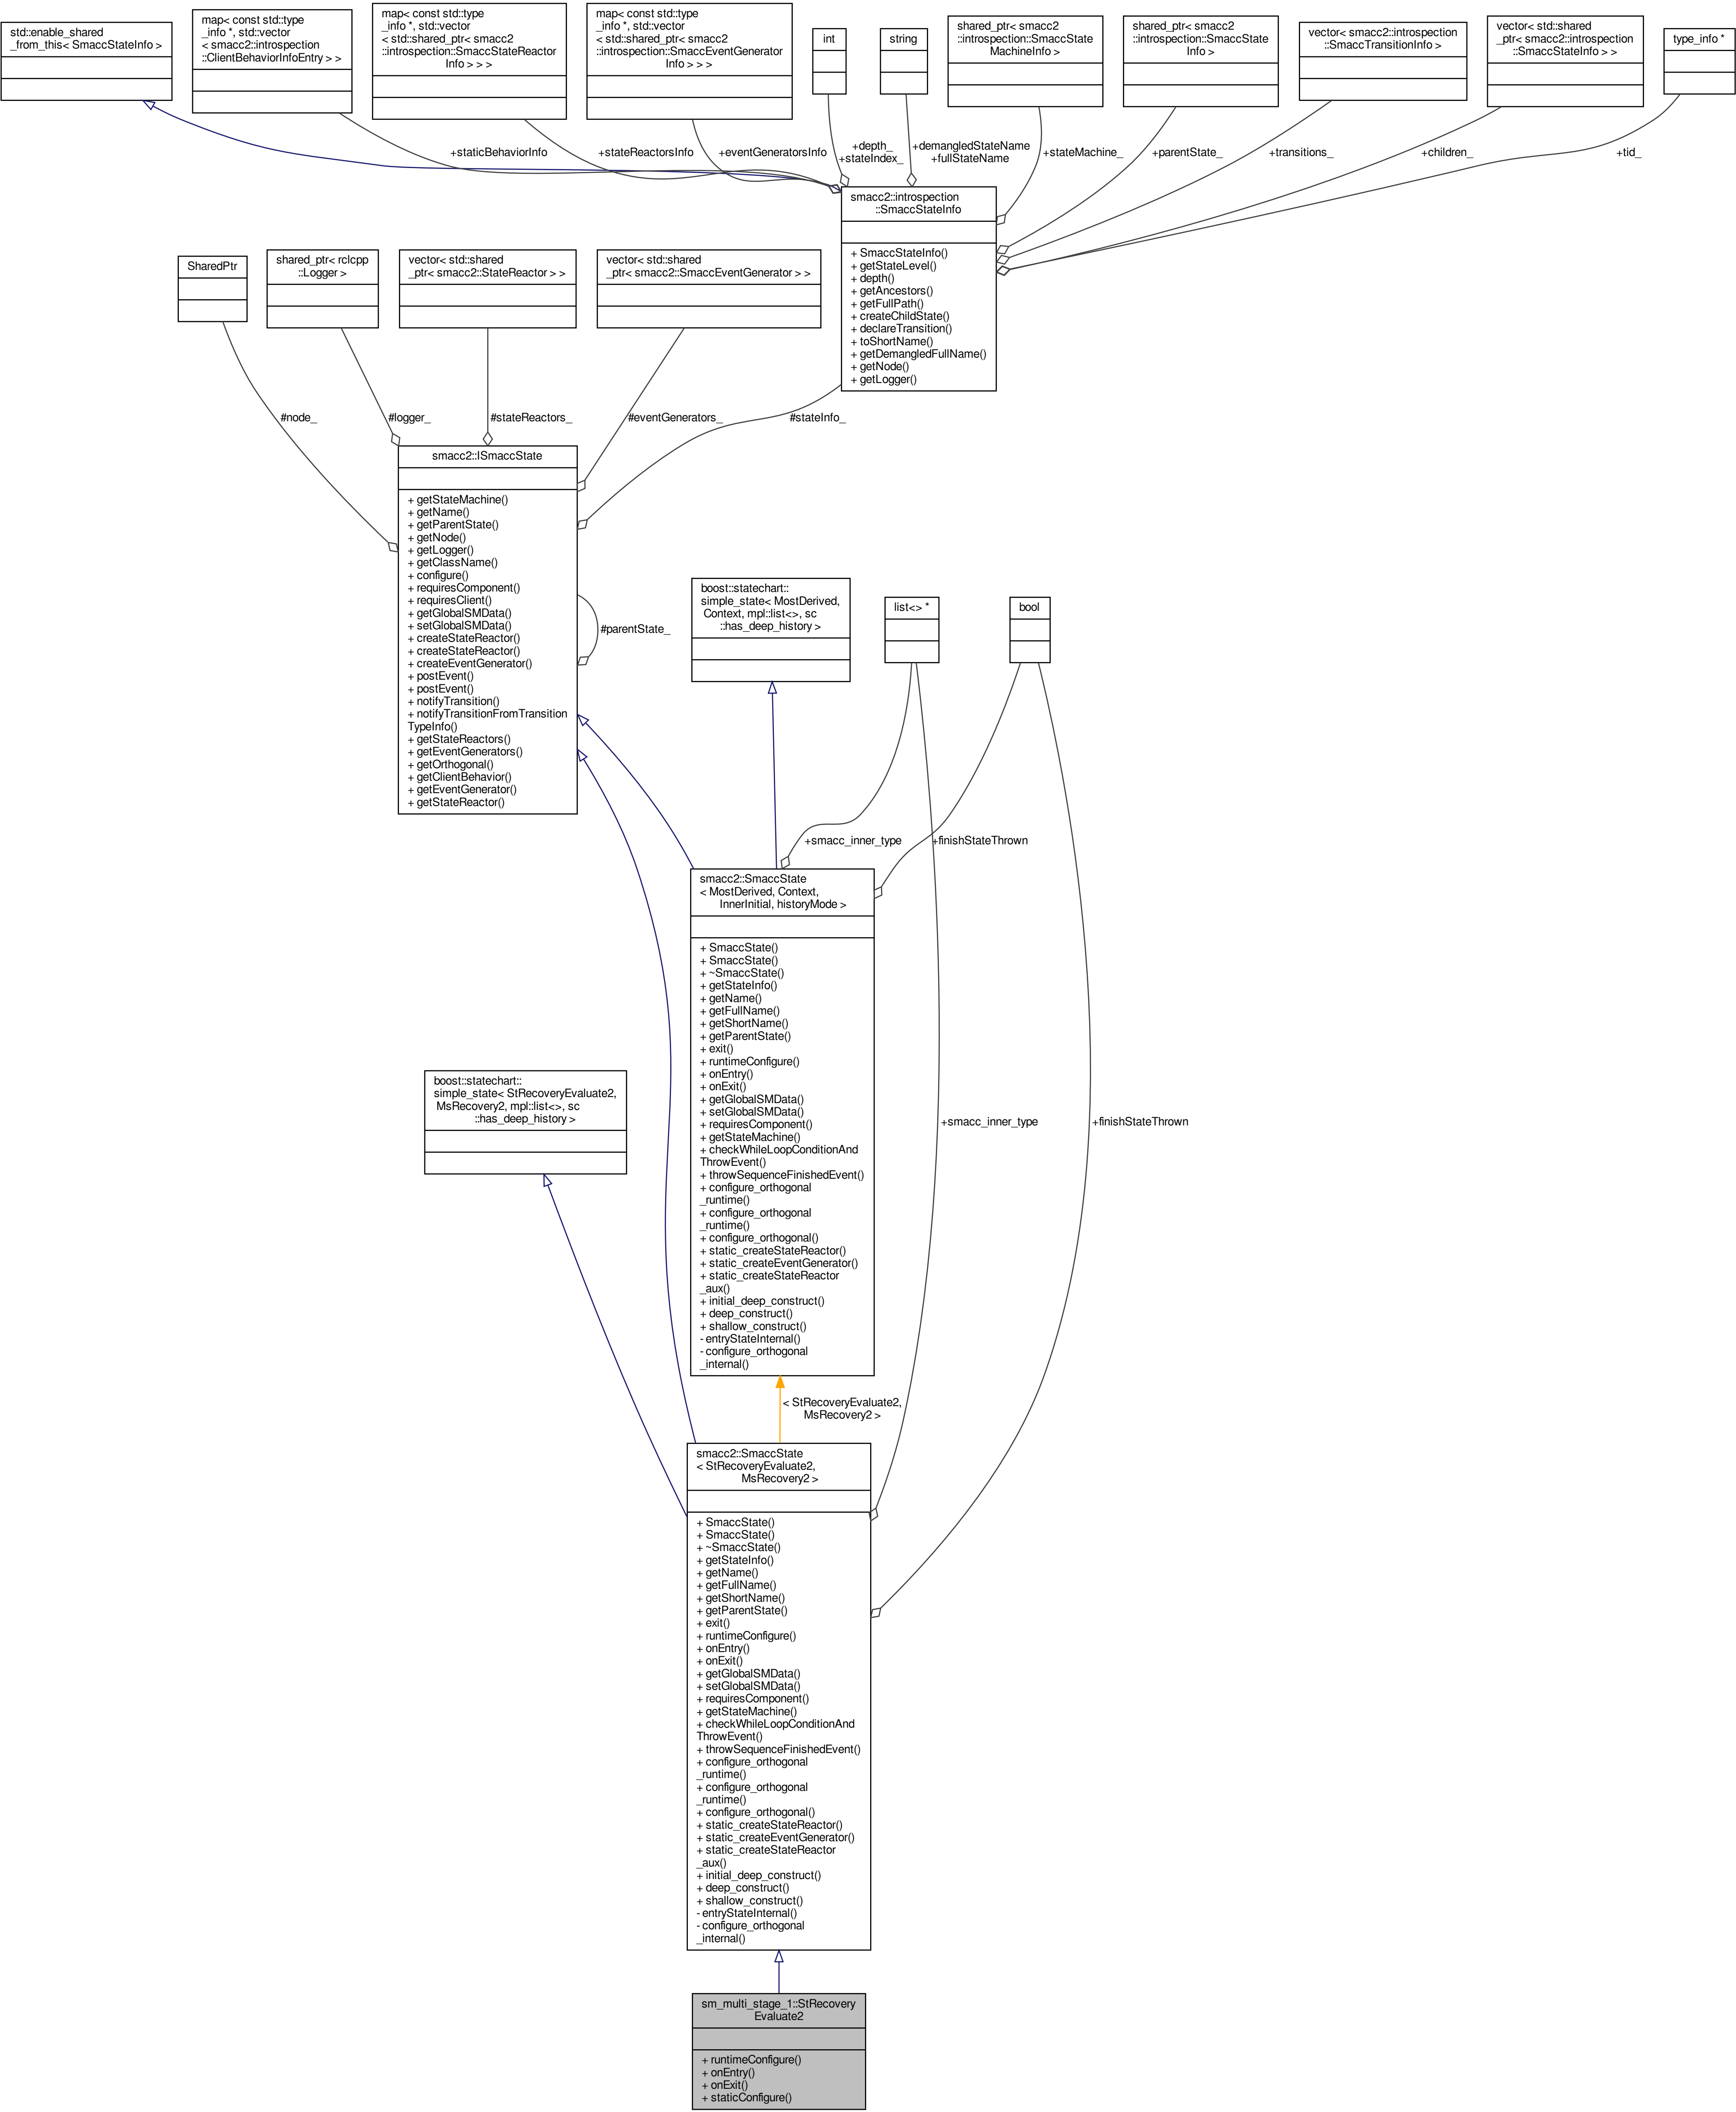 std::enable_shared
_from_this< SmaccStateInfo >
map< const std::type
_info *, std::vector
< smacc2::introspection
::ClientBehaviorInfoEntry > >
map< const std::type
_info *, std::vector
< std::shared_ptr< smacc2
::introspection::SmaccStateReactor
Info > > >
map< const std::type
_info *, std::vector
< std::shared_ptr< smacc2
::introspection::SmaccEventGenerator
Info > > >
int
string
shared_ptr< smacc2
::introspection::SmaccState
MachineInfo >
shared_ptr< smacc2
::introspection::SmaccState
Info >
vector< smacc2::introspection
::SmaccTransitionInfo >
vector< std::shared
_ptr< smacc2::introspection
::SmaccStateInfo > >
type_info *
+staticBehaviorInfo
+stateReactorsInfo
+eventGeneratorsInfo
+depth_
+stateIndex_
+demangledStateName
+fullStateName
+stateMachine_
+parentState_
+transitions_
+children_
+tid_
smacc2::introspection
::SmaccStateInfo
+ SmaccStateInfo()
+ getStateLevel()
+ depth()
+ getAncestors()
+ getFullPath()
+ createChildState()
+ declareTransition()
+ toShortName()
+ getDemangledFullName()
+ getNode()
+ getLogger()
SharedPtr
shared_ptr< rclcpp
::Logger >
vector< std::shared
_ptr< smacc2::StateReactor > >
vector< std::shared
_ptr< smacc2::SmaccEventGenerator > >
#node_
#logger_
#stateReactors_
#eventGenerators_
#stateInfo_
smacc2::ISmaccState
+ getStateMachine()
+ getName()
+ getParentState()
+ getNode()
+ getLogger()
+ getClassName()
+ configure()
+ requiresComponent()
+ requiresClient()
+ getGlobalSMData()
+ setGlobalSMData()
+ createStateReactor()
+ createStateReactor()
+ createEventGenerator()
+ postEvent()
+ postEvent()
+ notifyTransition()
+ notifyTransitionFromTransition
TypeInfo()
+ getStateReactors()
+ getEventGenerators()
+ getOrthogonal()
+ getClientBehavior()
+ getEventGenerator()
+ getStateReactor()
#parentState_
boost::statechart::
simple_state< MostDerived,
Context, mpl::list<>, sc
::has_deep_history >
list<> *
bool
+smacc_inner_type
+finishStateThrown
smacc2::SmaccState
< MostDerived, Context,
InnerInitial, historyMode >
+ SmaccState()
+ SmaccState()
+ ~SmaccState()
+ getStateInfo()
+ getName()
+ getFullName()
+ getShortName()
+ getParentState()
+ exit()
+ runtimeConfigure()
+ onEntry()
+ onExit()
+ getGlobalSMData()
+ setGlobalSMData()
+ requiresComponent()
+ getStateMachine()
+ checkWhileLoopConditionAnd
ThrowEvent()
+ throwSequenceFinishedEvent()
+ configure_orthogonal
_runtime()
+ configure_orthogonal
_runtime()
+ configure_orthogonal()
+ static_createStateReactor()
+ static_createEventGenerator()
+ static_createStateReactor
_aux()
+ initial_deep_construct()
+ deep_construct()
+ shallow_construct()
- entryStateInternal()
- configure_orthogonal
_internal()
boost::statechart::
simple_state< StRecoveryEvaluate2,
MsRecovery2, mpl::list<>, sc
::has_deep_history >
+smacc_inner_type
+finishStateThrown
< StRecoveryEvaluate2,
MsRecovery2 >
smacc2::SmaccState
< StRecoveryEvaluate2,
MsRecovery2 >
+ SmaccState()
+ SmaccState()
+ ~SmaccState()
+ getStateInfo()
+ getName()
+ getFullName()
+ getShortName()
+ getParentState()
+ exit()
+ runtimeConfigure()
+ onEntry()
+ onExit()
+ getGlobalSMData()
+ setGlobalSMData()
+ requiresComponent()
+ getStateMachine()
+ checkWhileLoopConditionAnd
ThrowEvent()
+ throwSequenceFinishedEvent()
+ configure_orthogonal
_runtime()
+ configure_orthogonal
_runtime()
+ configure_orthogonal()
+ static_createStateReactor()
+ static_createEventGenerator()
+ static_createStateReactor
_aux()
+ initial_deep_construct()
+ deep_construct()
+ shallow_construct()
- entryStateInternal()
- configure_orthogonal
_internal()
sm_multi_stage_1::StRecovery
Evaluate2
+ runtimeConfigure()
+ onEntry()
+ onExit()
+ staticConfigure()